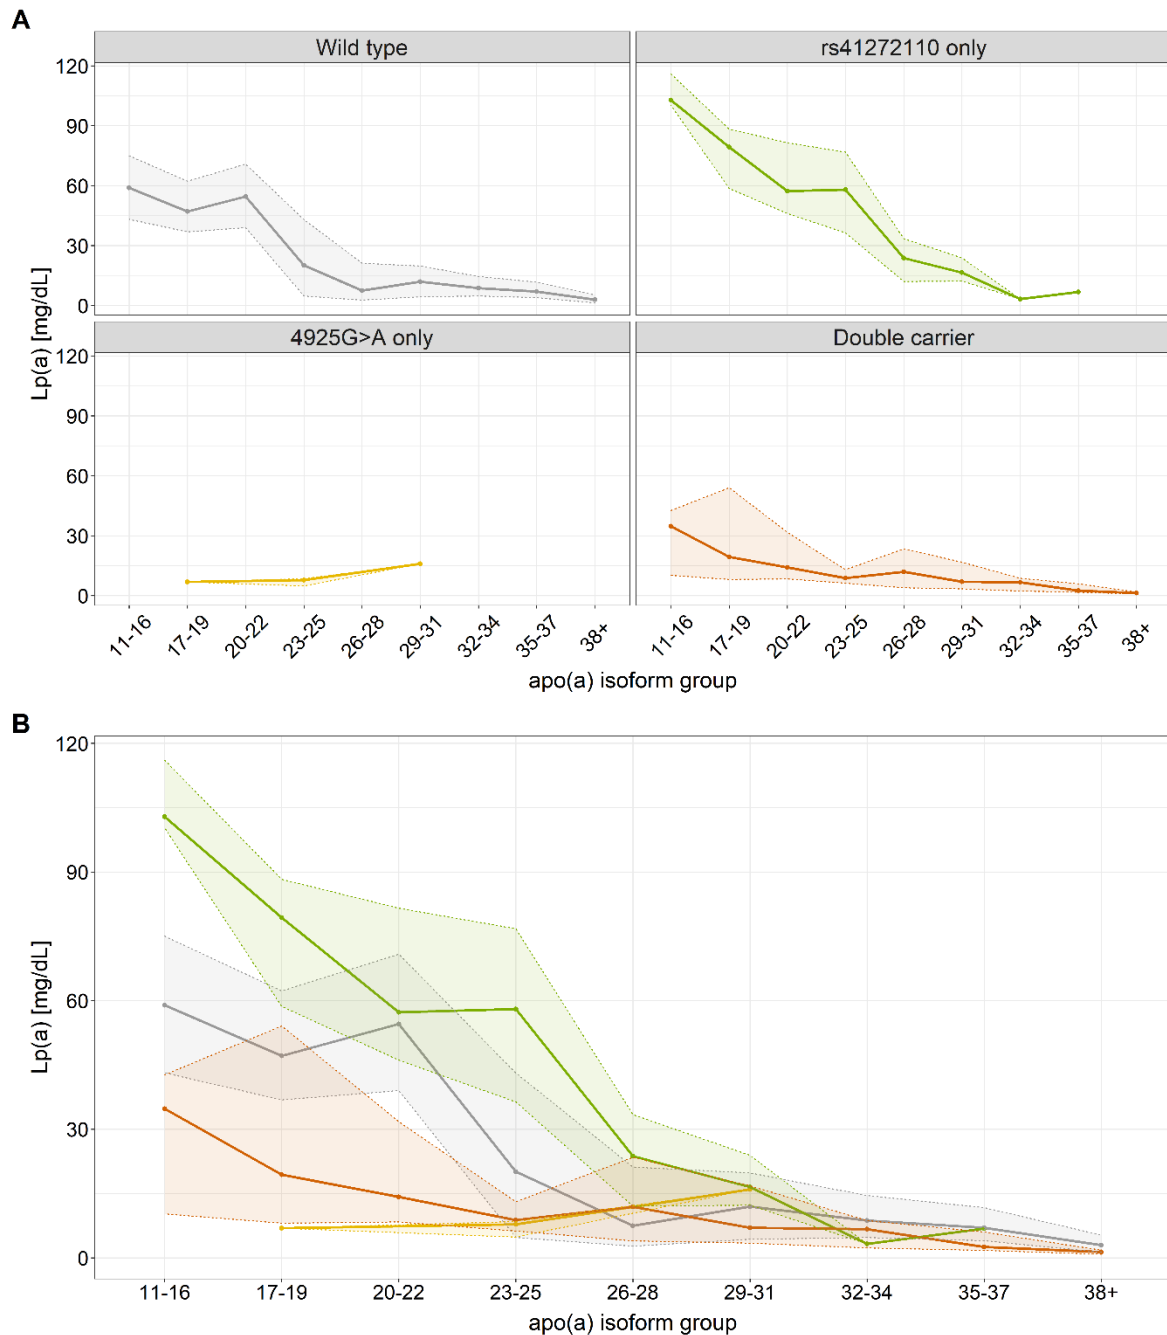 A
Wild type
rs41272110 only
120
90
60
30
0
4925G>A only
Double carrier
120
90
60
30
0
Lp(a) [mg/dL]
11-16 17-19 20-22 23-25 26-28 29-31 32-34 35-37 38+
11-16 17-19 20-22 23-25 26-28 29-31 32-34 35-37 38+
apo(a) isoform group
B
120
90
60
30
0
Lp(a) [mg/dL]
11-16 17-19 20-22 23-25 26-28 29-31 32-34 35-37 38+
apo(a) isoform group